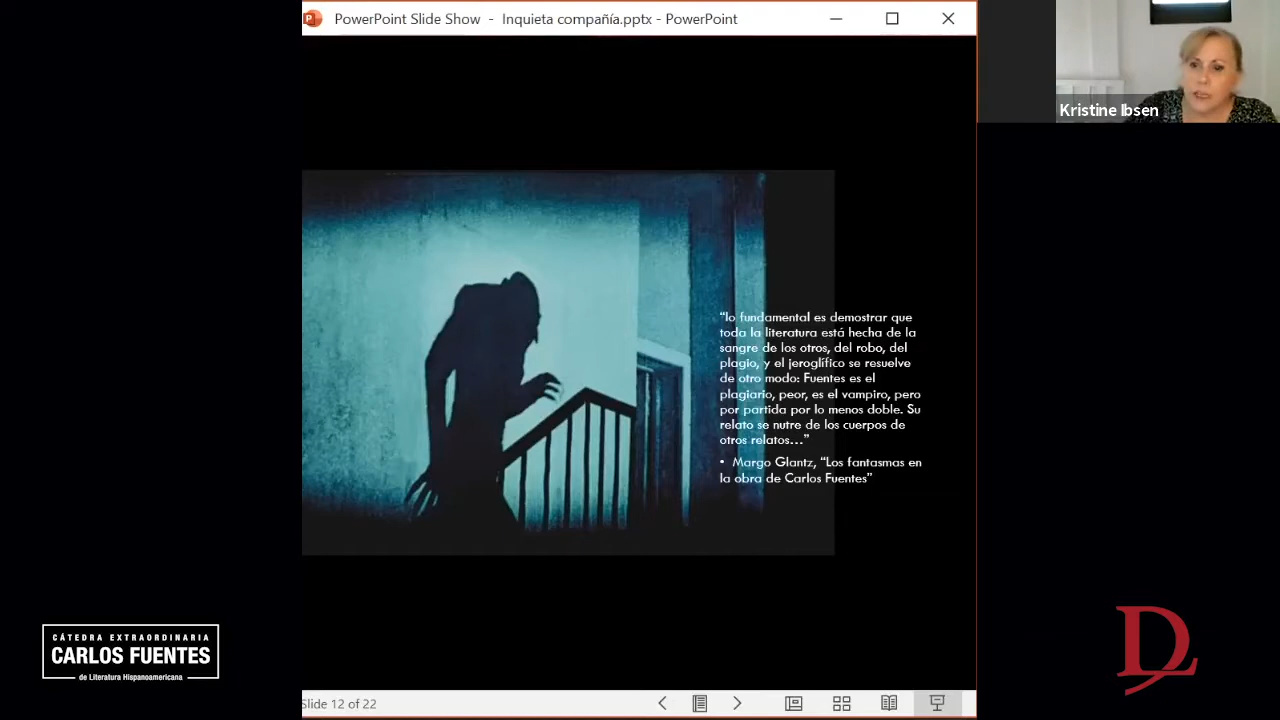 PowerPoint Slide Show - Inquieta compañía.pptx - PowerPoint
Kristine Ibsen
“lo fundamental es demostrar que
toda la literatura está hecha de la
sangre de los otros, del robo, del
plagio, y el jeroglífico se resuelve
de otro modo: Fuentes es el
plagiario, peor, es el vampiro, pero
por partida por lo menos doble. Su
relato se nutre de los cuerpos de
otros relatos...”
• Margo Glantz, “Los fantasmas en
la obra de Carlos Fuentes”
CÁTEDRA EXTRAORDINARIA
CARLOS FUENTES
de Literatura Hispanoamericana
Slide 12 of 22